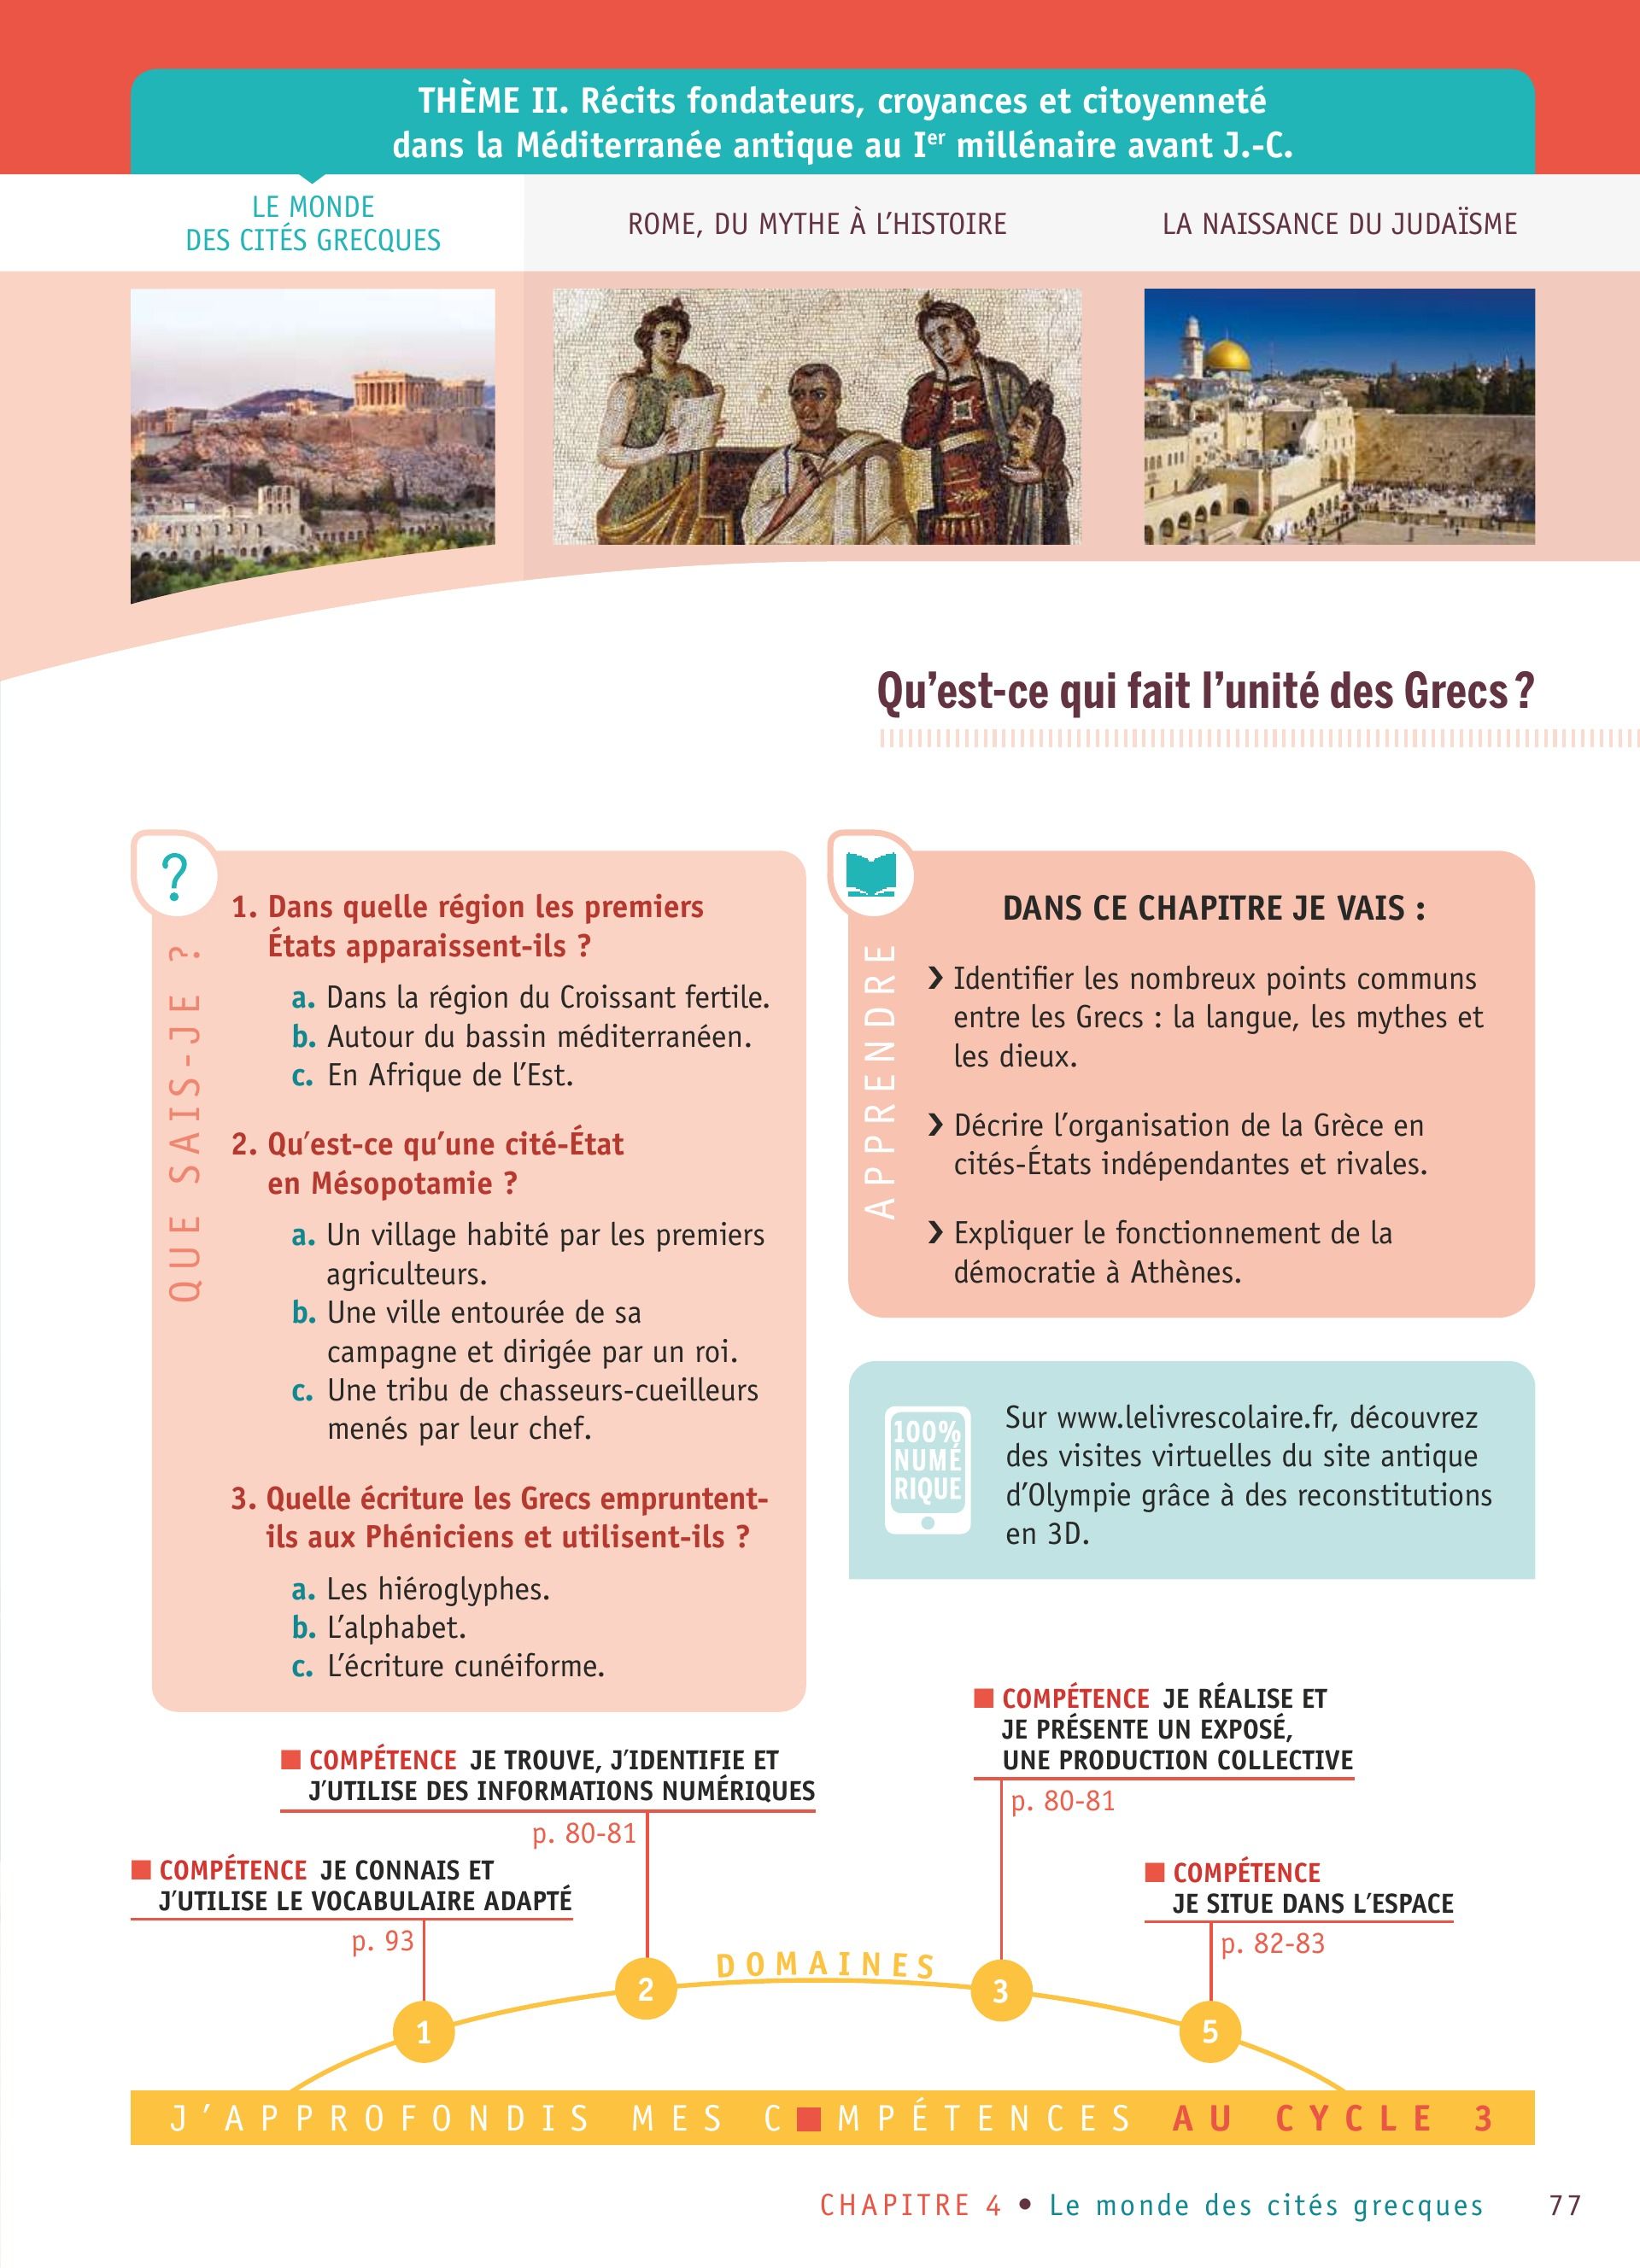 THÈME II. Récits fondateurs, croyances et citoyenneté
dans la Méditerranée antique au Ier millénaire avant J.-C.
LE MONDE
DES CITÉS GRECQUES
ROME, DU MYTHE À L'HISTOIRE
LA NAISSANCE DU JUDAÏSME
Qu'est-ce qui fait l'unité des Grecs ?
?
QUE SAIS-JE ?
1. Dans quelle région les premiers
États apparaissent-ils ?
a. Dans la région du Croissant fertile.
b. Autour du bassin méditerranéen.
c. En Afrique de l'Est.
2. Qu'est-ce qu'une cité-État
en Mésopotamie ?
a. Un village habité par les premiers
agriculteurs.
b. Une ville entourée de sa
campagne et dirigée par un roi.
c. Une tribu de chasseurs-cueilleurs
menés par leur chef.
3. Quelle écriture les Grecs empruntent-
ils aux Phéniciens et utilisent-ils ?
a. Les hiéroglyphes.
b. L'alphabet.
c. L'écriture cunéiforme.
APPRENDRE
DANS CE CHAPITRE JE VAIS :
❯ Identifier les nombreux points communs
entre les Grecs : la langue, les mythes et
les dieux.
❯ Décrire l'organisation de la Grèce en
cités-États indépendantes et rivales.
❯ Expliquer le fonctionnement de la
démocratie à Athènes.
100%
NUMÉ
RIQUE
Sur www.lelivrescolaire.fr, découvrez
des visites virtuelles du site antique
d'Olympie grâce à des reconstitutions
en 3D.
■ COMPÉTENCE JE CONNAIS ET
J'UTILISE LE VOCABULAIRE ADAPTÉ
p. 93
■ COMPÉTENCE JE TROUVE, J'IDENTIFIE ET
J'UTILISE DES INFORMATIONS NUMÉRIQUES
p. 80-81
■ COMPÉTENCE JE RÉALISE ET
JE PRÉSENTE UN EXPOSÉ,
UNE PRODUCTION COLLECTIVE
p. 80-81
■ COMPÉTENCE
JE SITUE DANS L'ESPACE
p. 82-83
DOMAINES
1
2
3
5
J'APPROFONDIS MES C■MPÉTENCES AU CYCLE 3
CHAPITRE 4 • Le monde des cités grecques 77